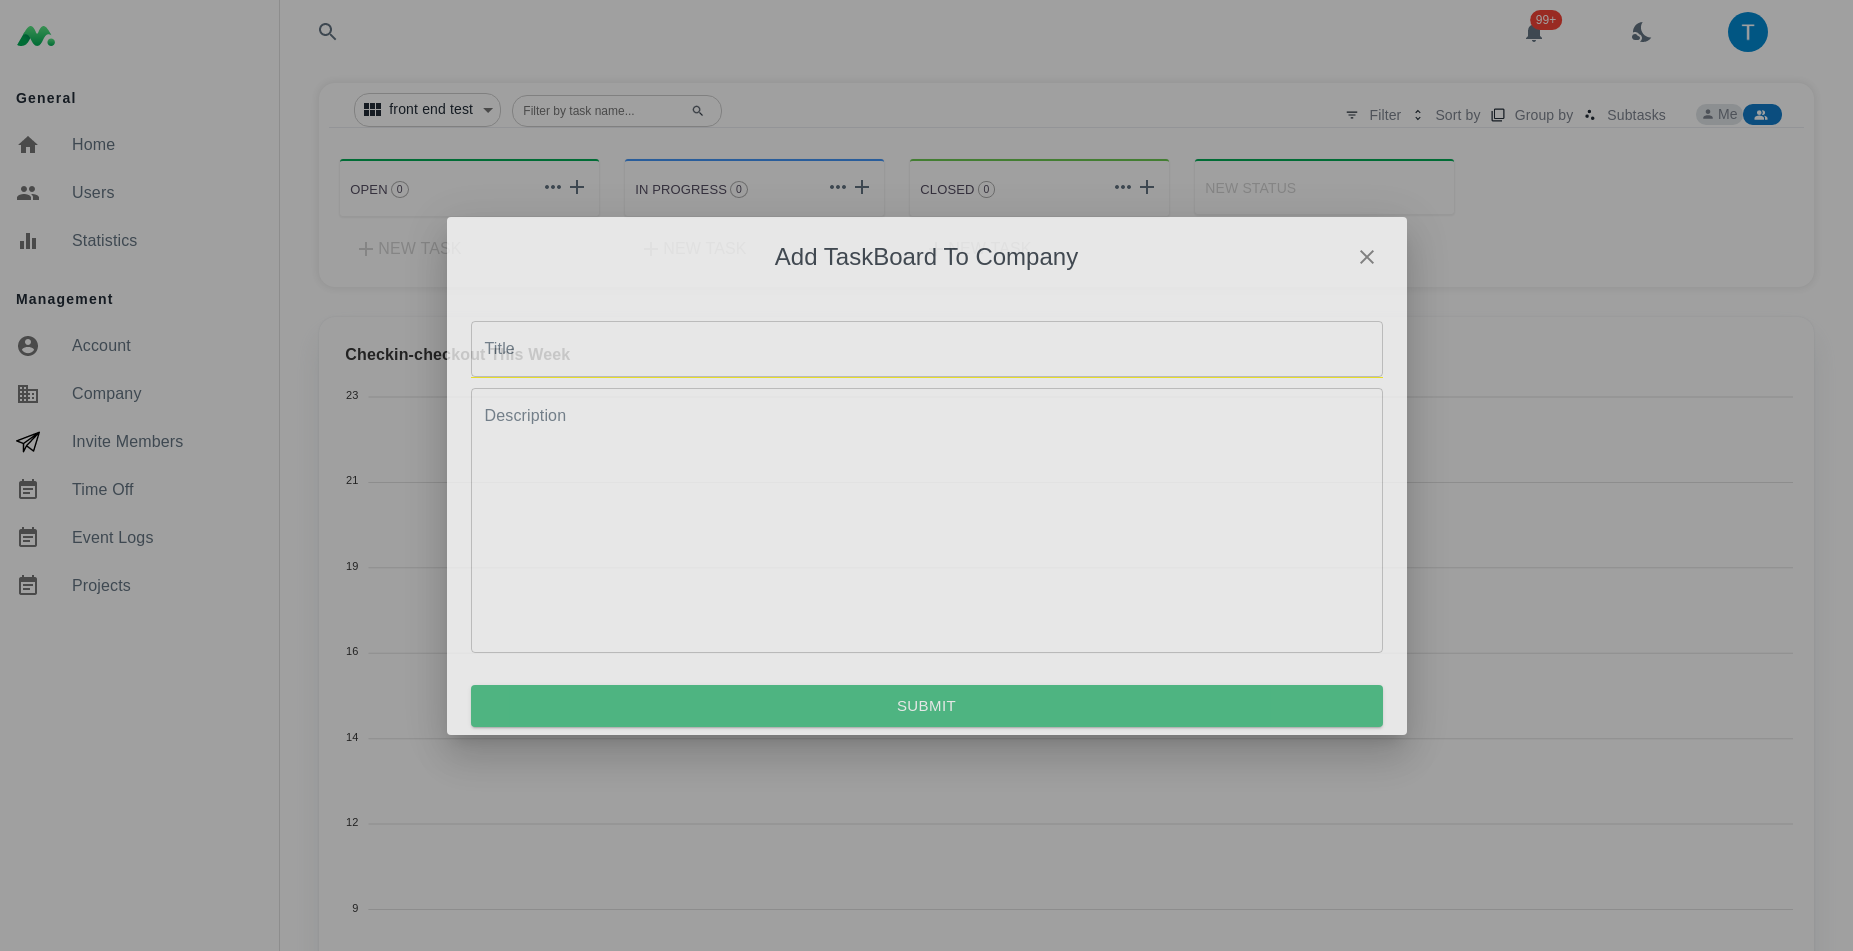 General
Home
Users
Statistics
Management
Account
Company
Invite Members
Time Off
Event Logs
Projects
99+
T
front end test
Filter by task name...
Filter
Sort by
Group by
Subtasks
Me
OPEN 0
IN PROGRESS 0
CLOSED 0
NEW STATUS
NEW TASK
NEW TASK
NEW TASK
Add TaskBoard To Company
Title
Description
SUBMIT
Checkin-checkout This Week
23
21
19
16
14
12
9